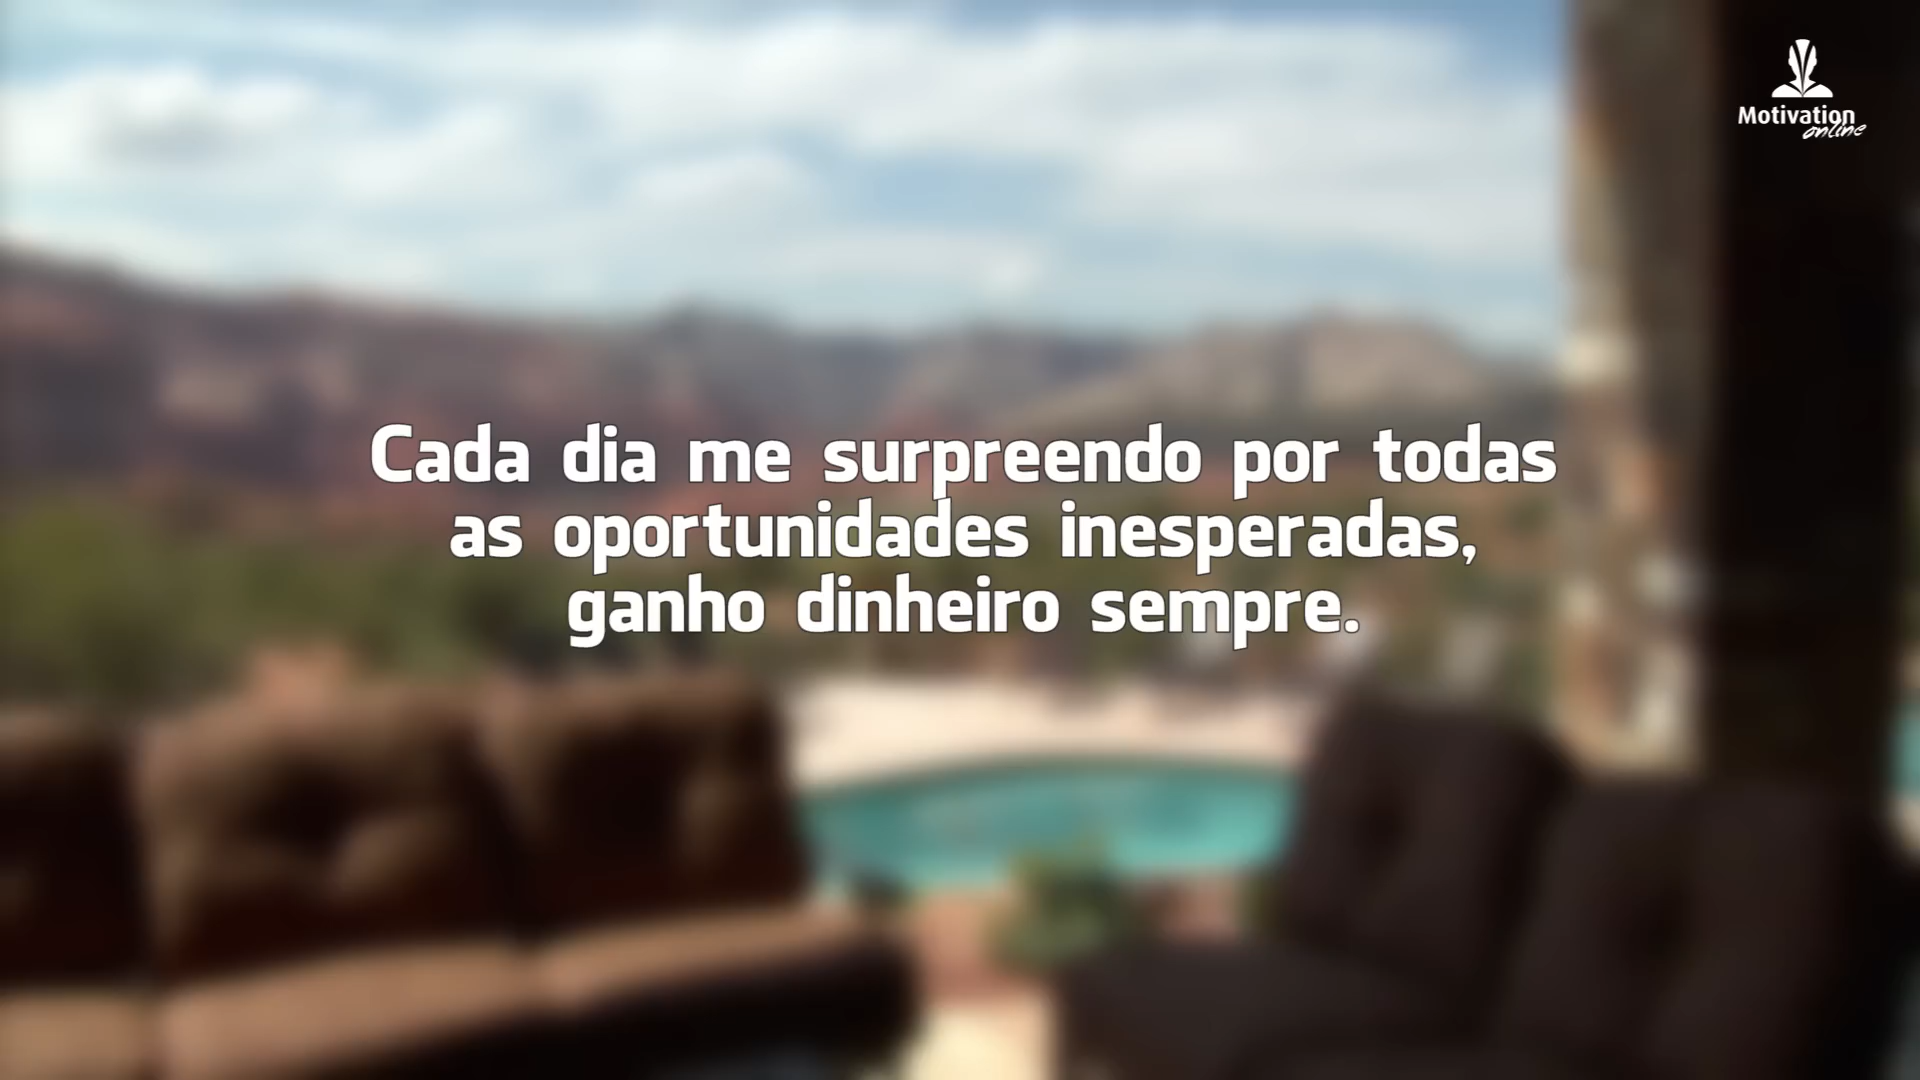 Motivation
online
Cada dia me surpreendo por todas
as oportunidades inesperadas,
ganho dinheiro sempre.